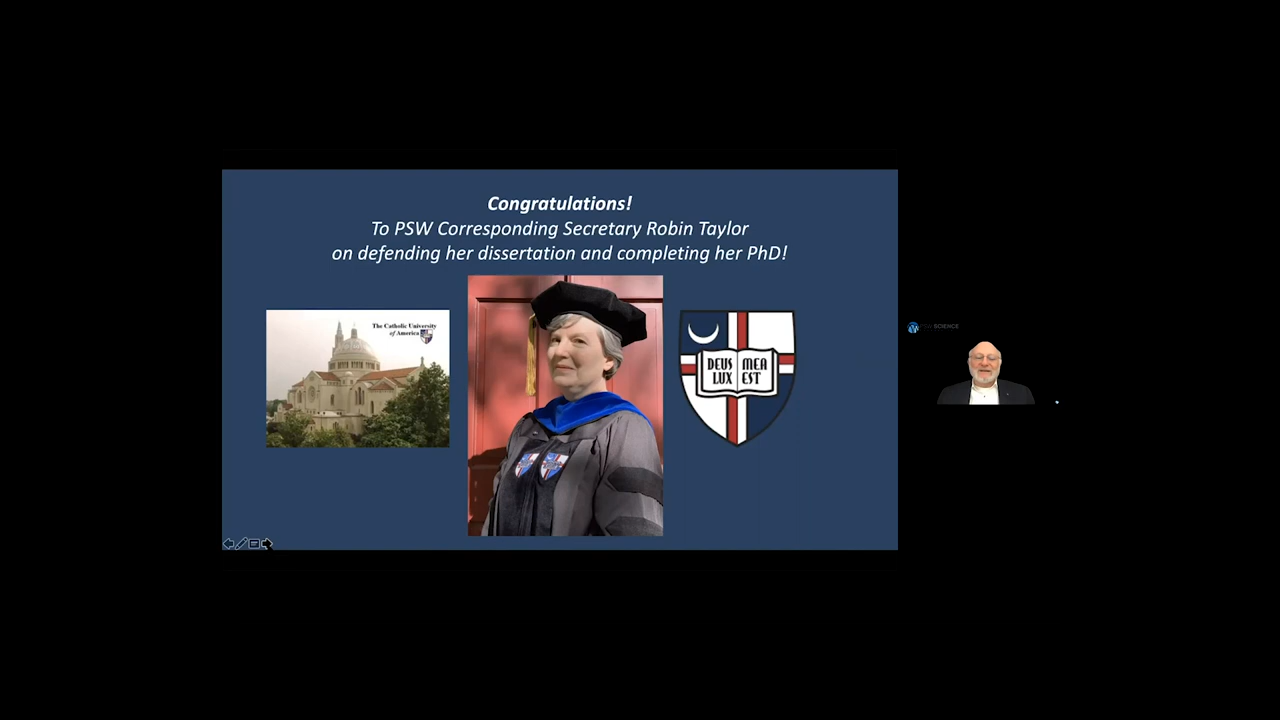 Congratulations!
To PSW Corresponding Secretary Robin Taylor
on defending her dissertation and completing her PhD!
The Catholic University
of America
DEUS MEA
LUX EST
SCIENCE